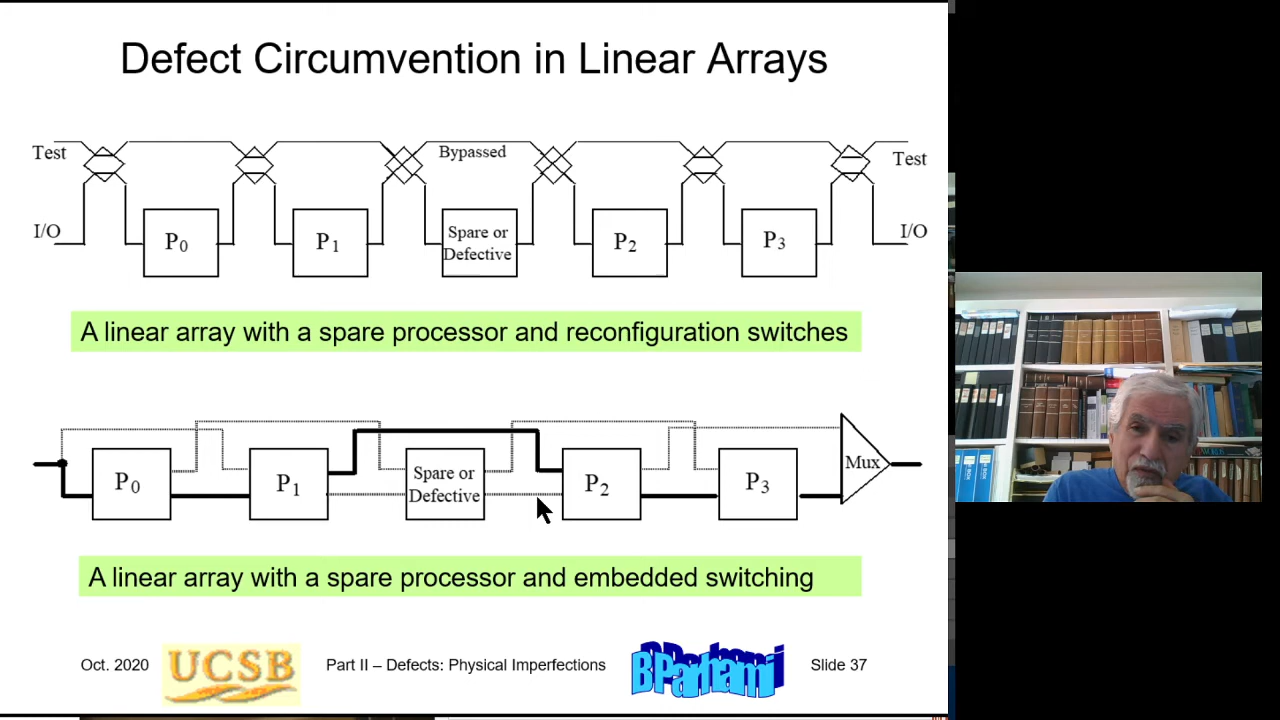 Defect Circumvention in Linear Arrays
Test
Bypassed
Test
I/O
P0
P1
Spare or
Defective
P2
P3
I/O
A linear array with a spare processor and reconfiguration switches
P0
P1
Spare or
Defective
P2
P3
Mux
A linear array with a spare processor and embedded switching
Oct. 2020
UCSB
Part II – Defects: Physical Imperfections
BParhami
Slide 37